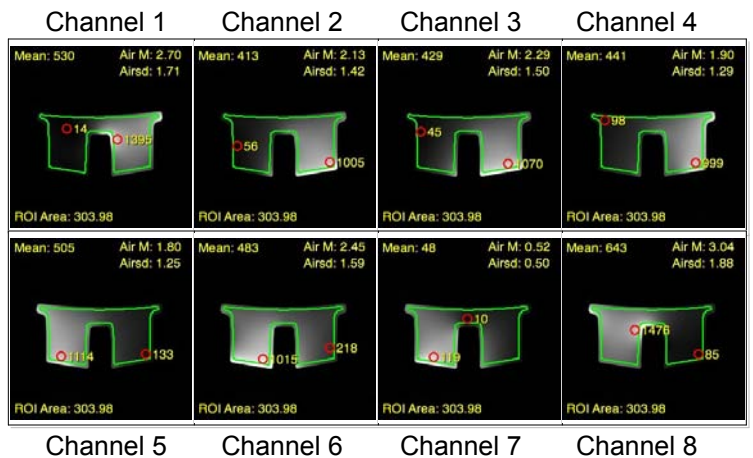 Channel 1 Channel 2 Channel 3 Channel 4
Mean: 530 Air M: 2.70
Airsd: 1.71
14
1395
ROI Area: 303.98
Mean: 413 Air M: 2.13
Airsd: 1.42
56
1005
ROI Area: 303.98
Mean: 429 Air M: 2.29
Airsd: 1.50
45
1070
ROI Area: 303.98
Mean: 441 Air M: 1.90
Airsd: 1.29
98
999
ROI Area: 303.98
Mean: 505 Air M: 1.80
Airsd: 1.25
1114
133
ROI Area: 303.98
Mean: 483 Air M: 2.45
Airsd: 1.59
218
1015
ROI Area: 303.98
Mean: 48 Air M: 0.52
Airsd: 0.50
10
119
ROI Area: 303.98
Mean: 643 Air M: 3.04
Airsd: 1.88
1476
85
ROI Area: 303.98
Channel 5 Channel 6 Channel 7 Channel 8